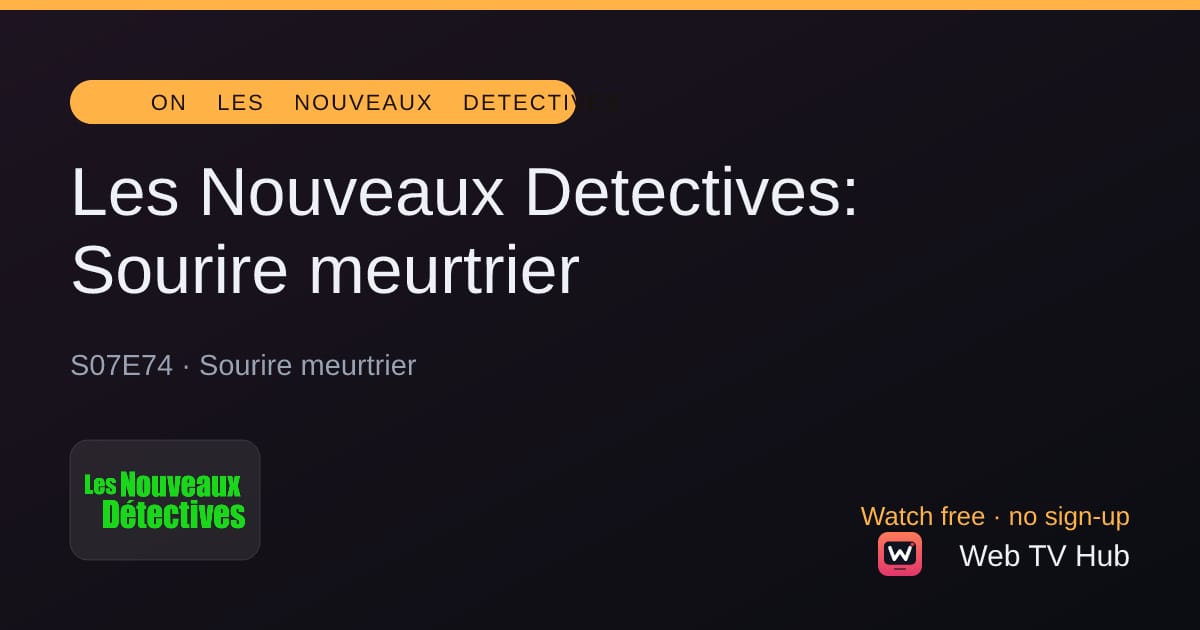 ON LES NOUVEAUX DETECTIVES
Les Nouveaux Detectives:
Sourire meurtrier
S07E74 · Sourire meurtrier
Les Nouveaux
Détectives
Watch free · no sign-up
W
Web TV Hub